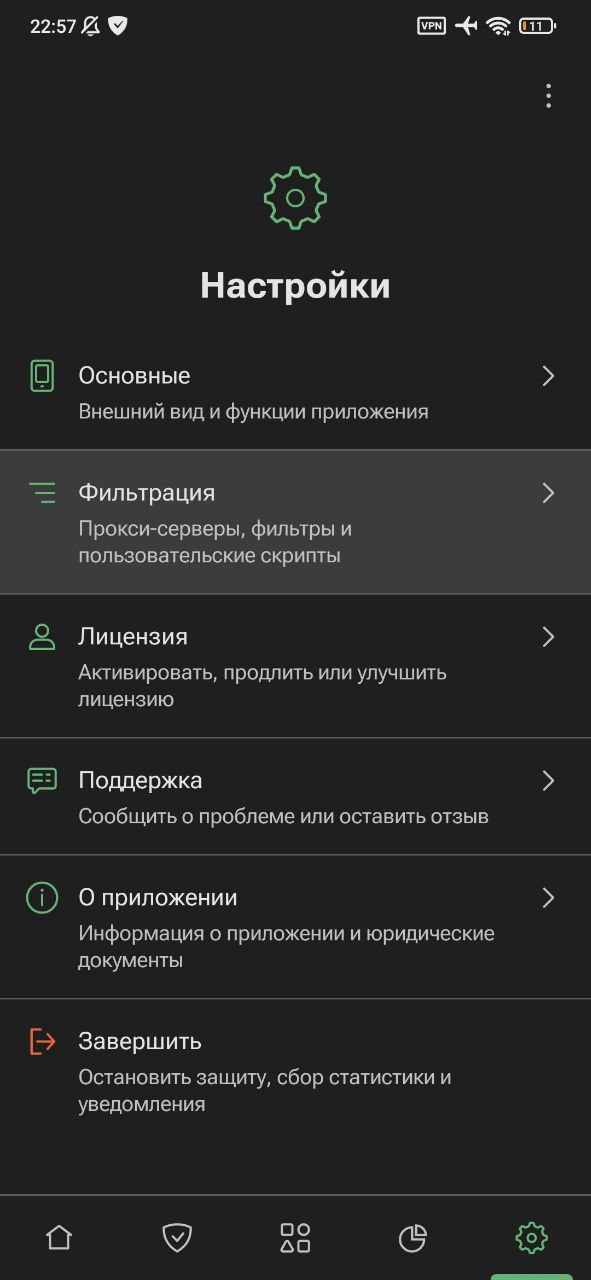 22:57
VPN
11
Настройки
Основные
Внешний вид и функции приложения
Фильтрация
Прокси-серверы, фильтры и
пользовательские скрипты
Лицензия
Активировать, продлить или улучшить
лицензию
Поддержка
Сообщить о проблеме или оставить отзыв
О приложении
Информация о приложении и юридические
документы
Завершить
Остановить защиту, сбор статистики и
уведомления